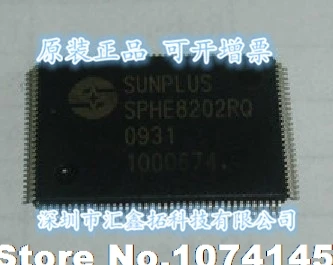 原装正品 可开增票
SUNPLUS
SPHE8202RQ
0931
1000574.
深圳市汇鑫拓科技有限公司
Store No.1074145